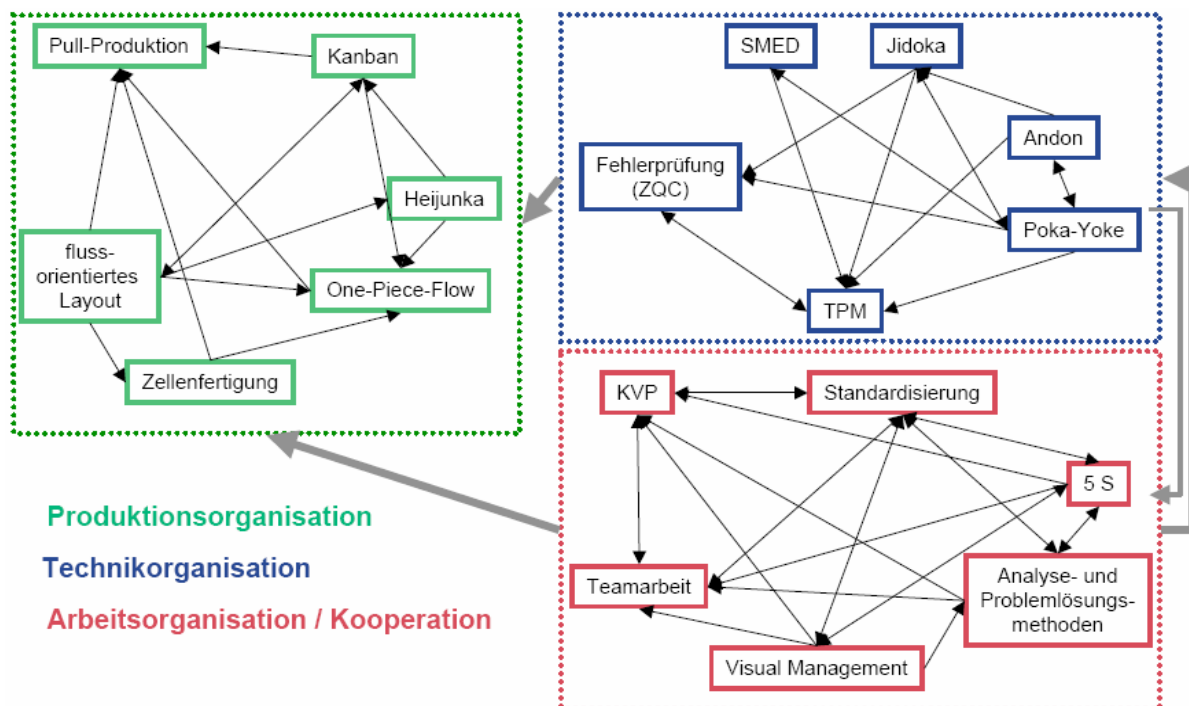 Pull-Produktion
Kanban
Heijunka
fluss-
orientiertes
Layout
One-Piece-Flow
Zellenfertigung
SMED
Jidoka
Andon
Fehlerprüfung
(ZQC)
Poka-Yoke
TPM
KVP
Standardisierung
5 S
Teamarbeit
Analyse- und
Problemlösungs-
methoden
Visual Management
Produktionsorganisation
Technikorganisation
Arbeitsorganisation / Kooperation